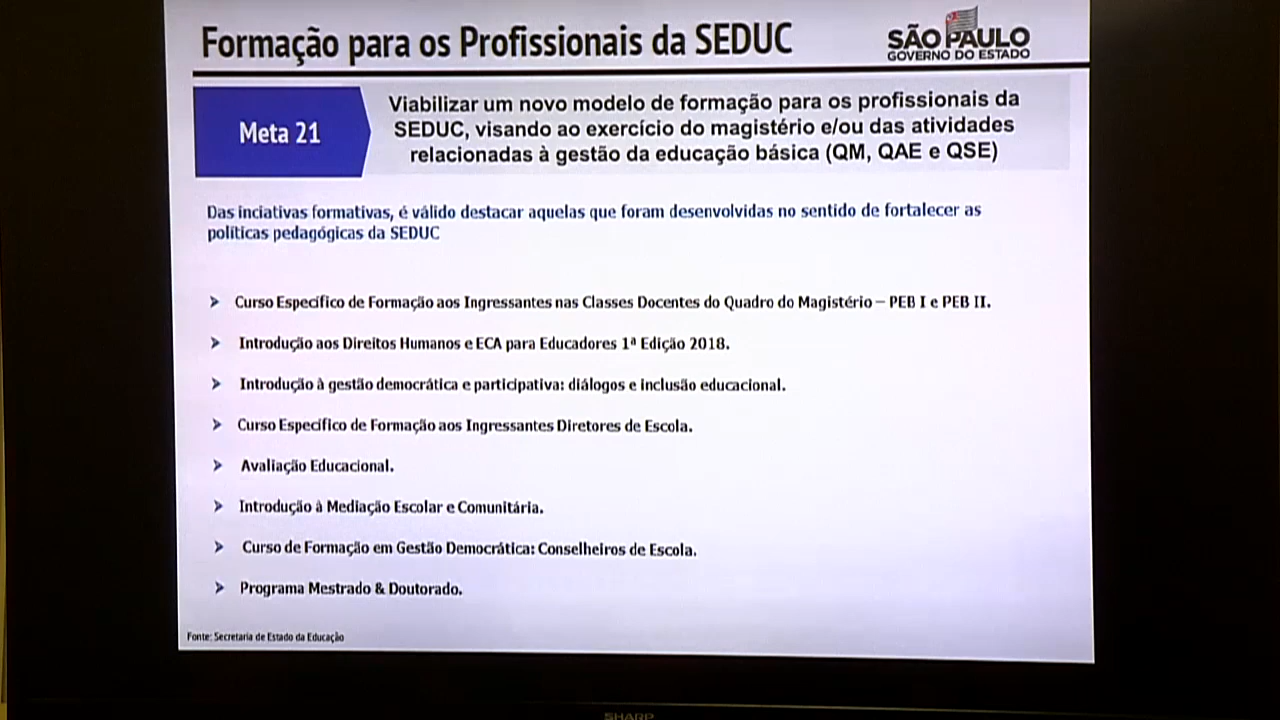 Formação para os Profissionais da SEDUC
SÃO PAULO
GOVERNO DO ESTADO
Meta 21
Viabilizar um novo modelo de formação para os profissionais da
SEDUC, visando ao exercício do magistério e/ou das atividades
relacionadas à gestão da educação básica (QM, QAE e QSE)
Das inciativas formativas, é válido destacar aquelas que foram desenvolvidas no sentido de fortalecer as
políticas pedagógicas da SEDUC
➤ Curso Específico de Formação aos Ingressantes nas Classes Docentes do Quadro do Magistério – PEB I e PEB II.
➤ Introdução aos Direitos Humanos e ECA para Educadores 1ª Edição 2018.
➤ Introdução à gestão democrática e participativa: diálogos e inclusão educacional.
➤ Curso Específico de Formação aos Ingressantes Diretores de Escola.
➤ Avaliação Educacional.
➤ Introdução à Mediação Escolar e Comunitária.
➤ Curso de Formação em Gestão Democrática: Conselheiros de Escola.
➤ Programa Mestrado & Doutorado.
Fonte: Secretaria de Estado da Educação
SHARP